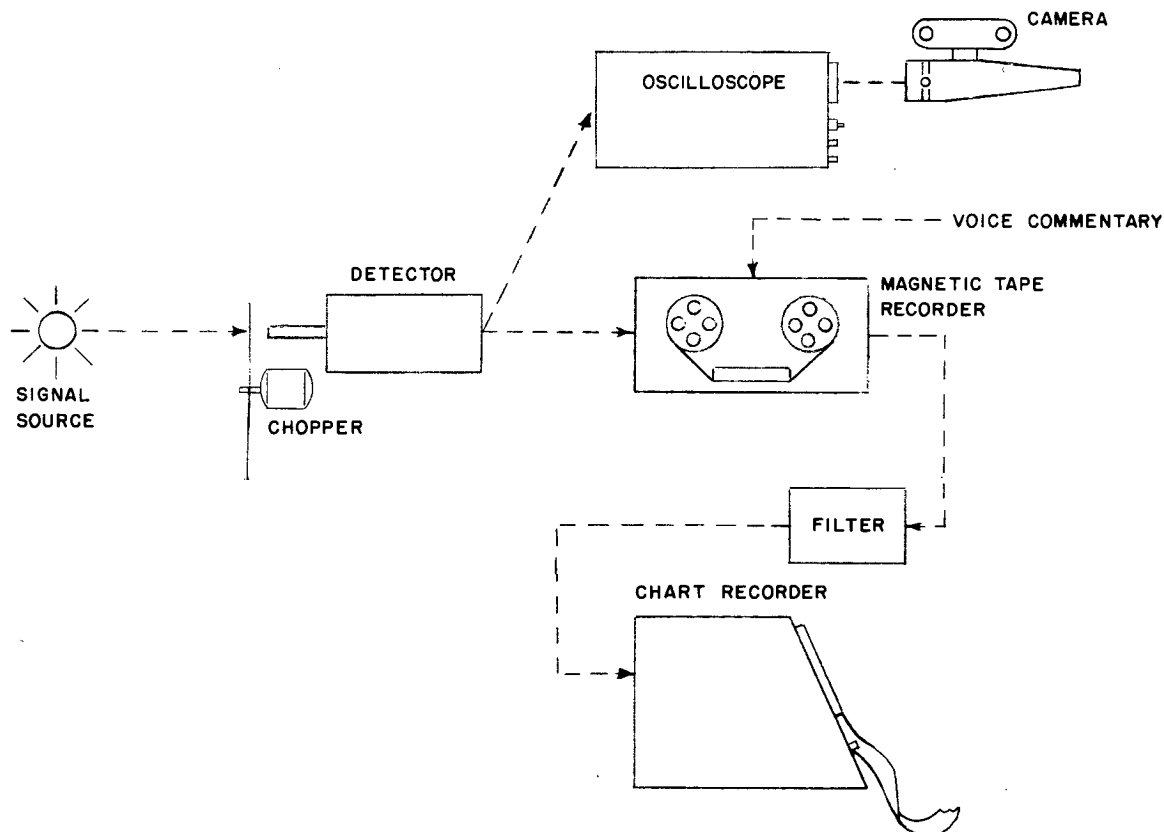 CAMERA
OSCILLOSCOPE
VOICE COMMENTARY
DETECTOR
MAGNETIC TAPE
RECORDER
SIGNAL
SOURCE
CHOPPER
FILTER
CHART RECORDER